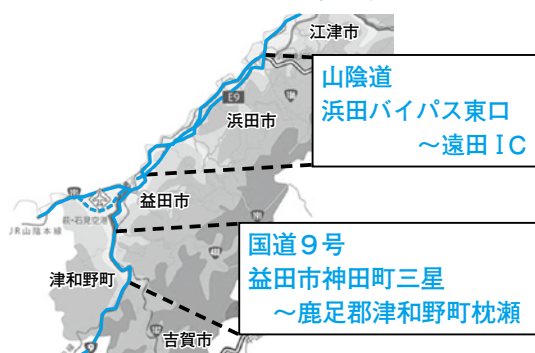 江津市
E9
山陰道
浜田バイパス東口
～遠田IC
浜田市
益田市
萩・石見空港
JR山陰本線
国道９号
益田市神田町三星
～鹿足郡津和野町枕瀬
津和野町
吉賀市